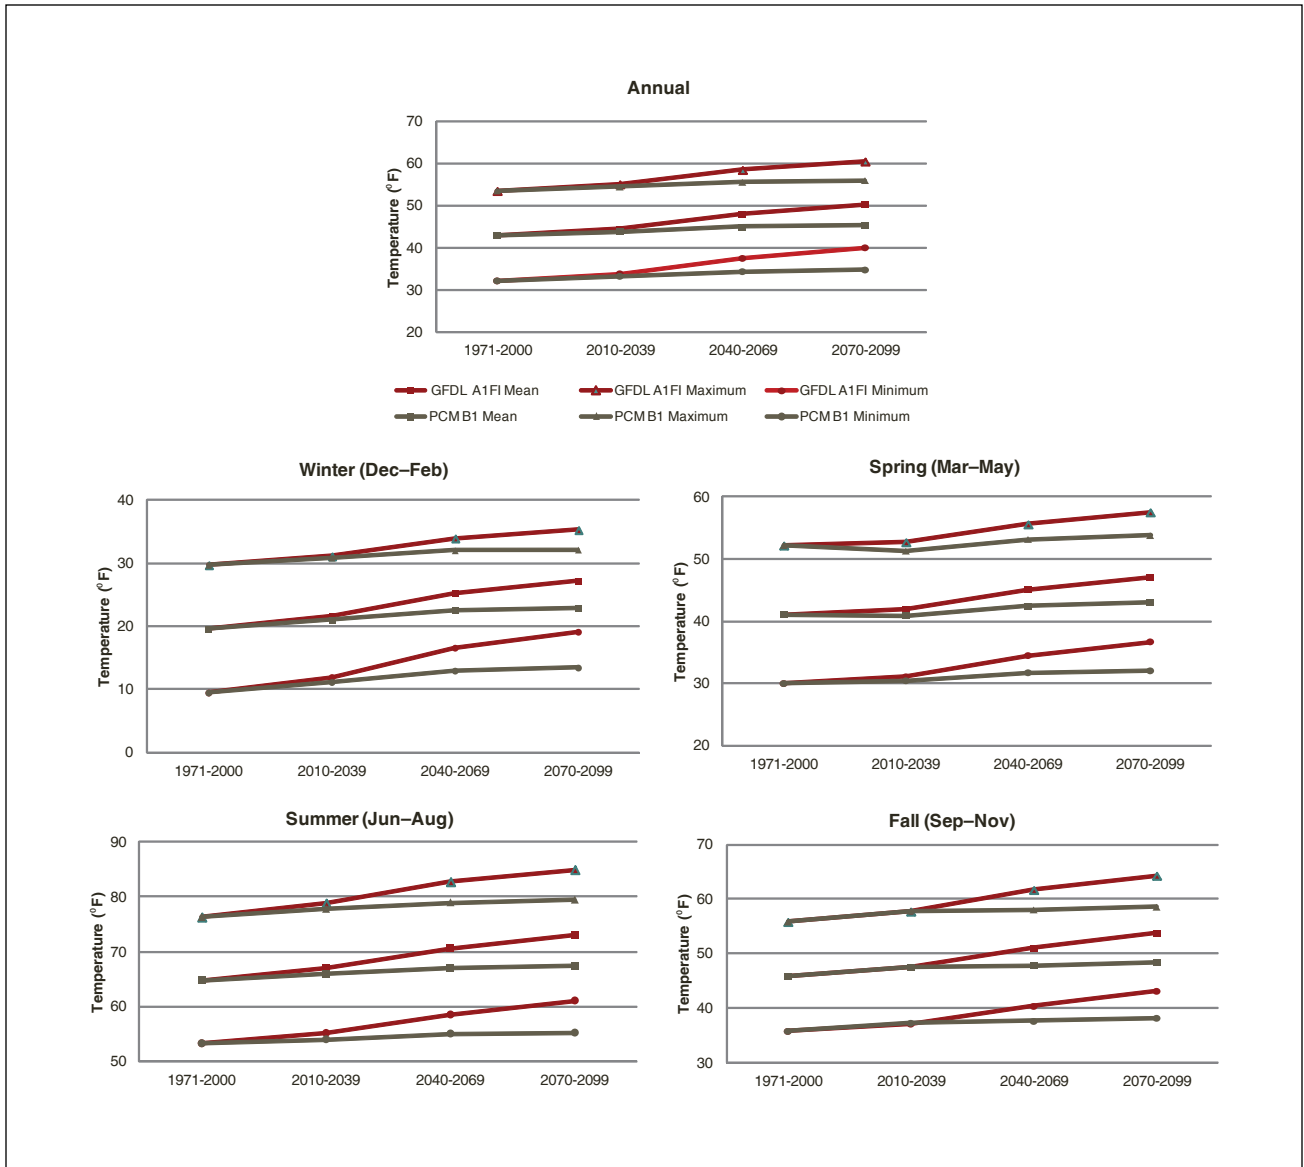 Annual
Temperature (⁰F)
70
60
50
40
30
20
1971-2000 2010-2039 2040-2069 2070-2099
GFDL A1FI Mean GFDL A1FI Maximum GFDL A1FI Minimum
PCM B1 Mean PCM B1 Maximum PCM B1 Minimum
Winter (Dec–Feb)
Temperature (⁰F)
40
30
20
10
0
1971-2000 2010-2039 2040-2069 2070-2099
Spring (Mar–May)
Temperature (⁰F)
60
50
40
30
20
1971-2000 2010-2039 2040-2069 2070-2099
Summer (Jun–Aug)
Temperature (⁰F)
90
80
70
60
50
1971-2000 2010-2039 2040-2069 2070-2099
Fall (Sep–Nov)
Temperature (⁰F)
70
60
50
40
30
1971-2000 2010-2039 2040-2069 2070-2099